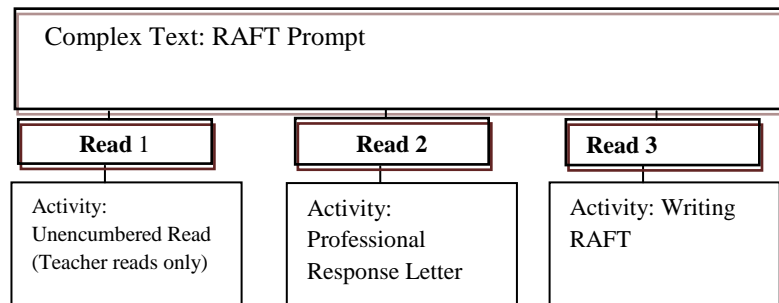 Complex Text: RAFT Prompt
Read 1
Read 2
Read 3
Activity:
Unencumbered Read
(Teacher reads only)
Activity:
Professional
Response Letter
Activity: Writing
RAFT